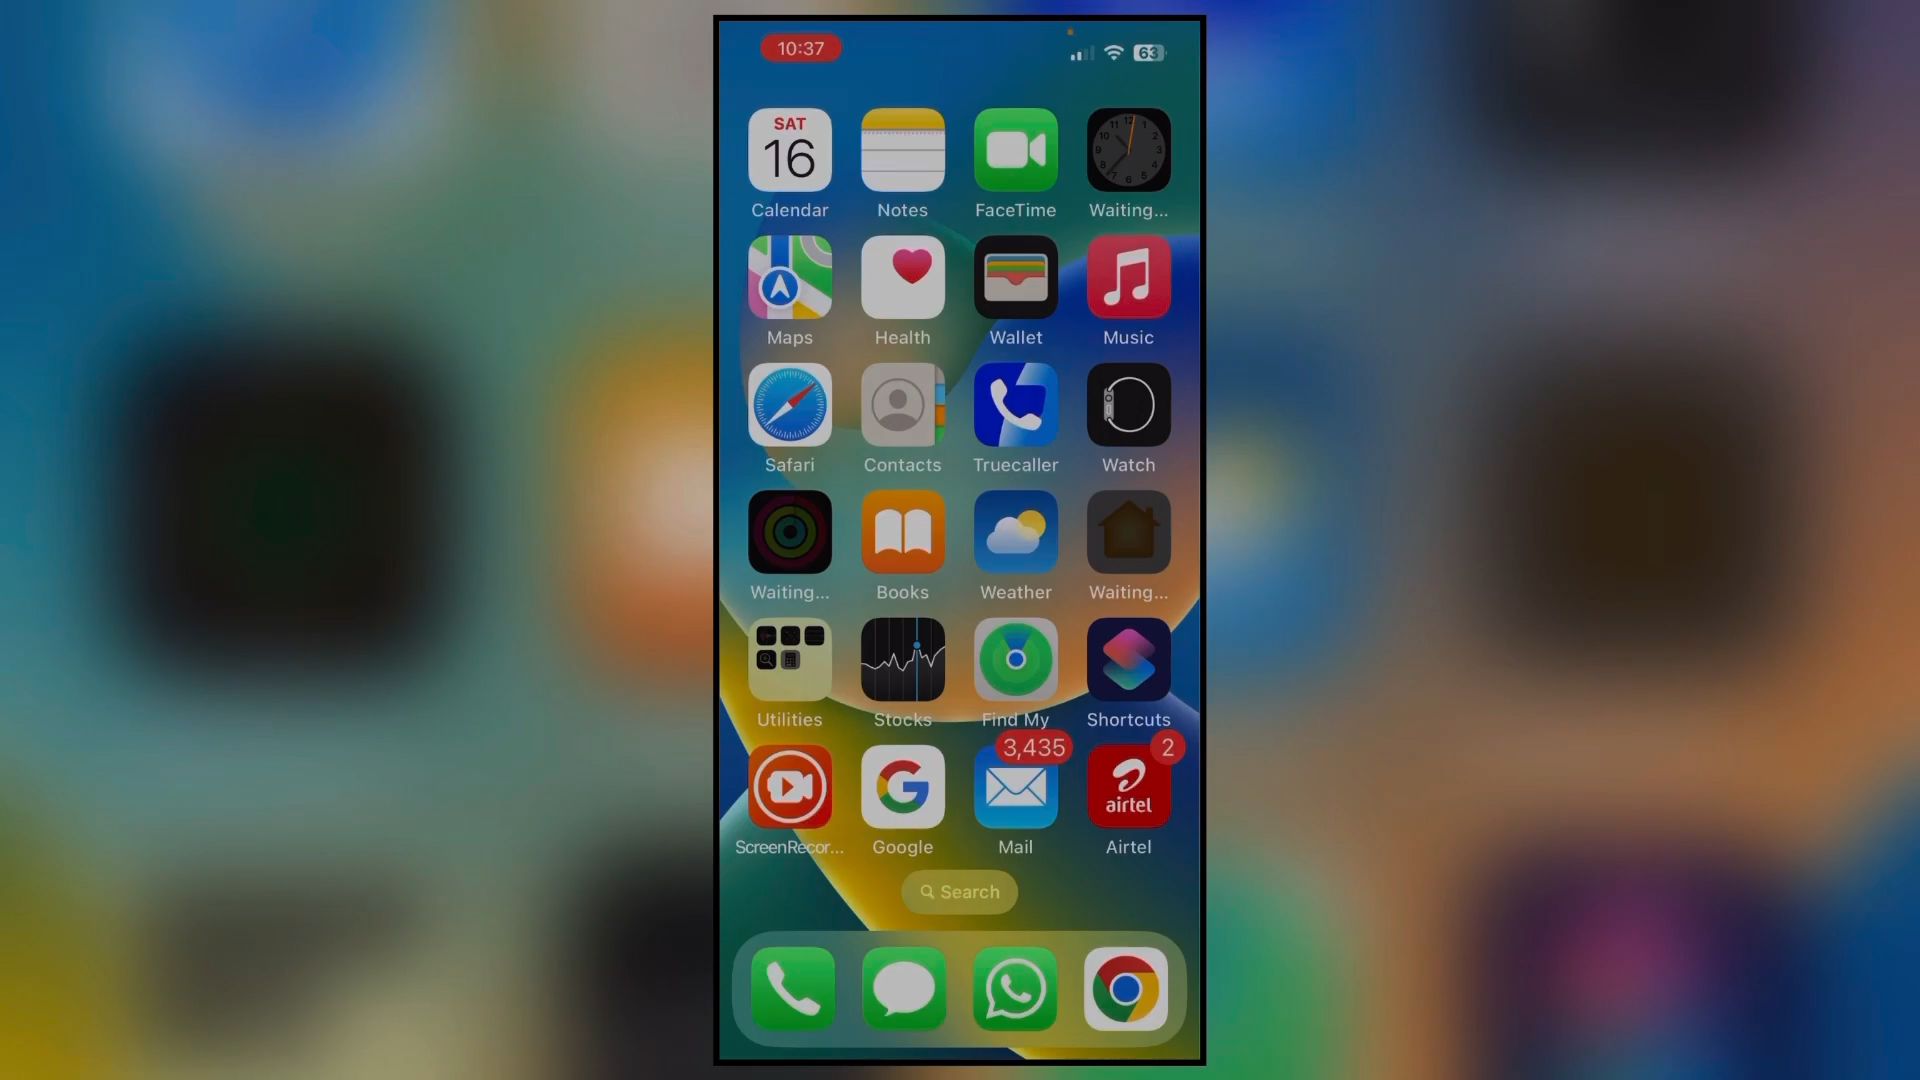 10:37
63
SAT
16
Calendar
Notes
FaceTime
Waiting...
Maps
Health
Wallet
Music
Safari
Contacts
Truecaller
Watch
Waiting...
Books
Weather
Waiting...
Utilities
Stocks
Find My
Shortcuts
3,435
2
airtel
ScreenRecor...
Google
Mail
Airtel
Search